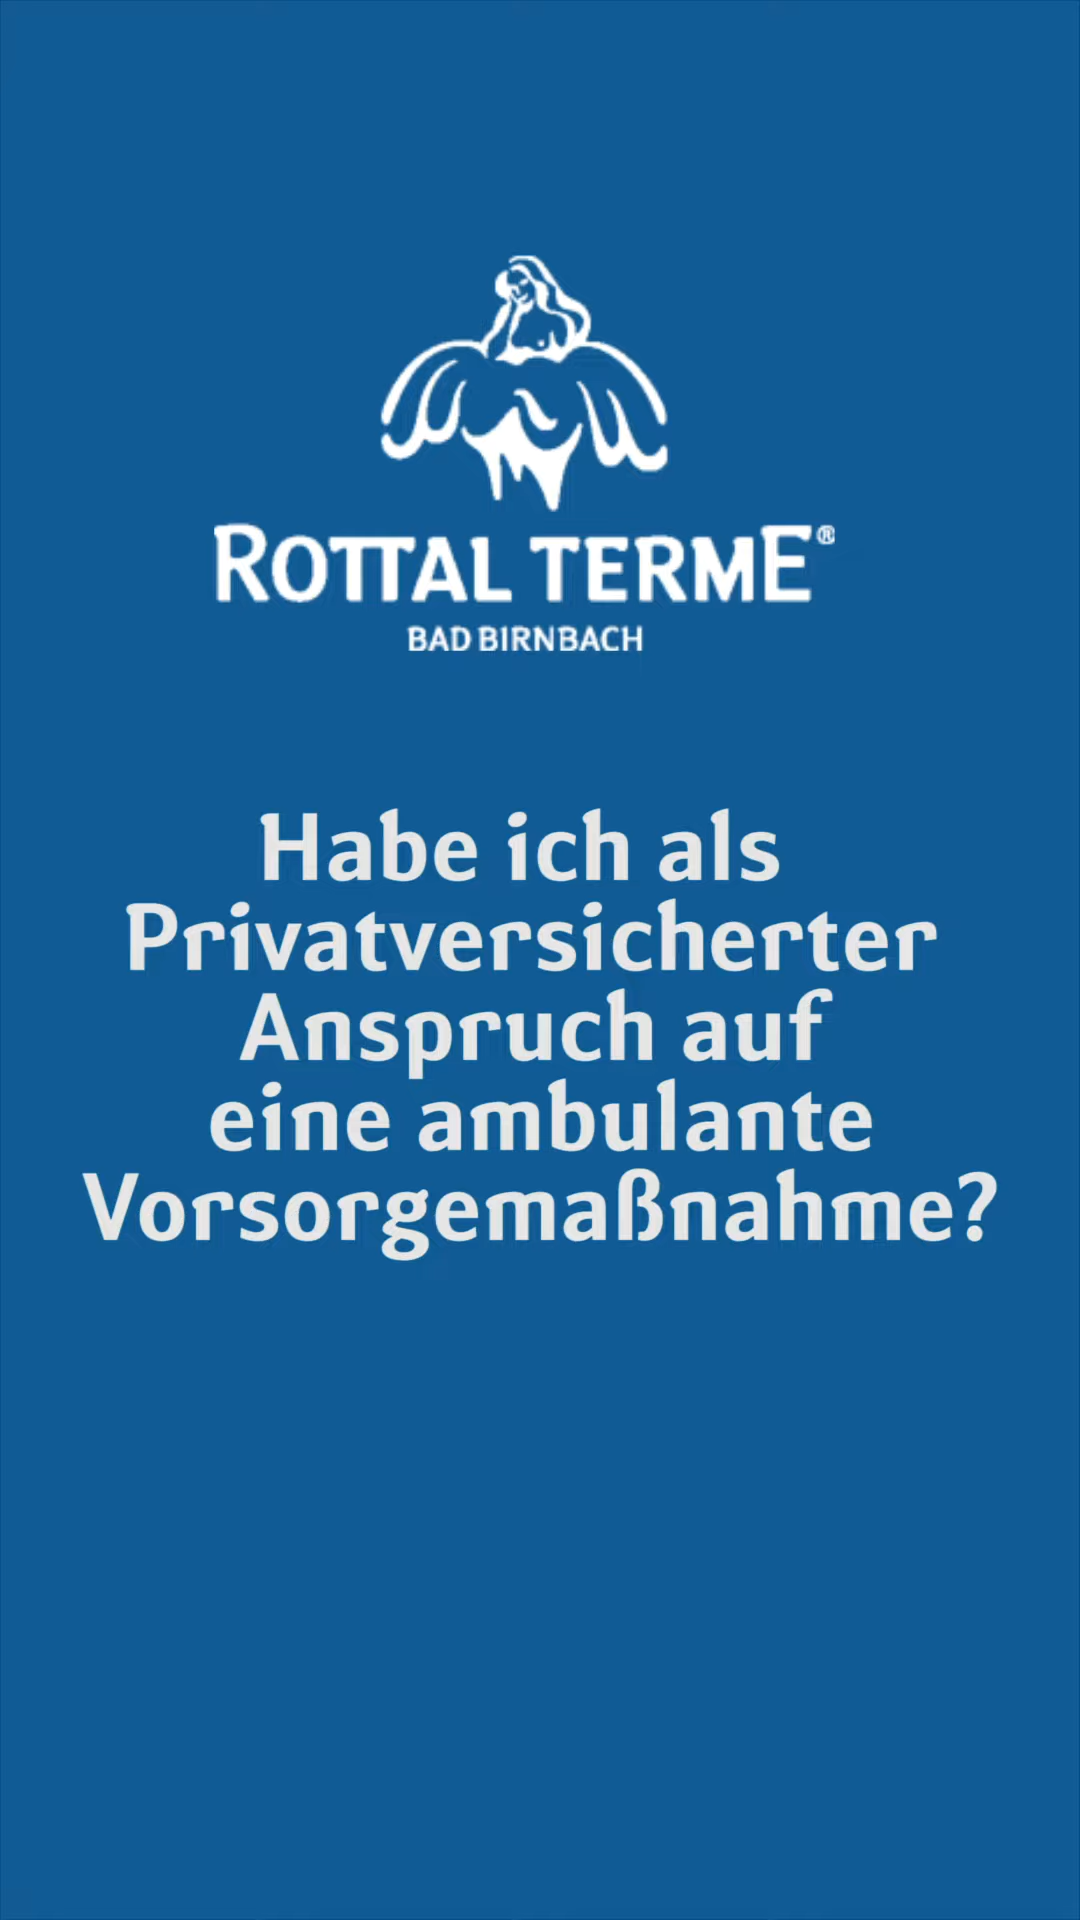 ROTTAL TERME®
BAD BIRNBACH
Habe ich als
Privatversicherter
Anspruch auf
eine ambulante
Vorsorgemaßnahme?